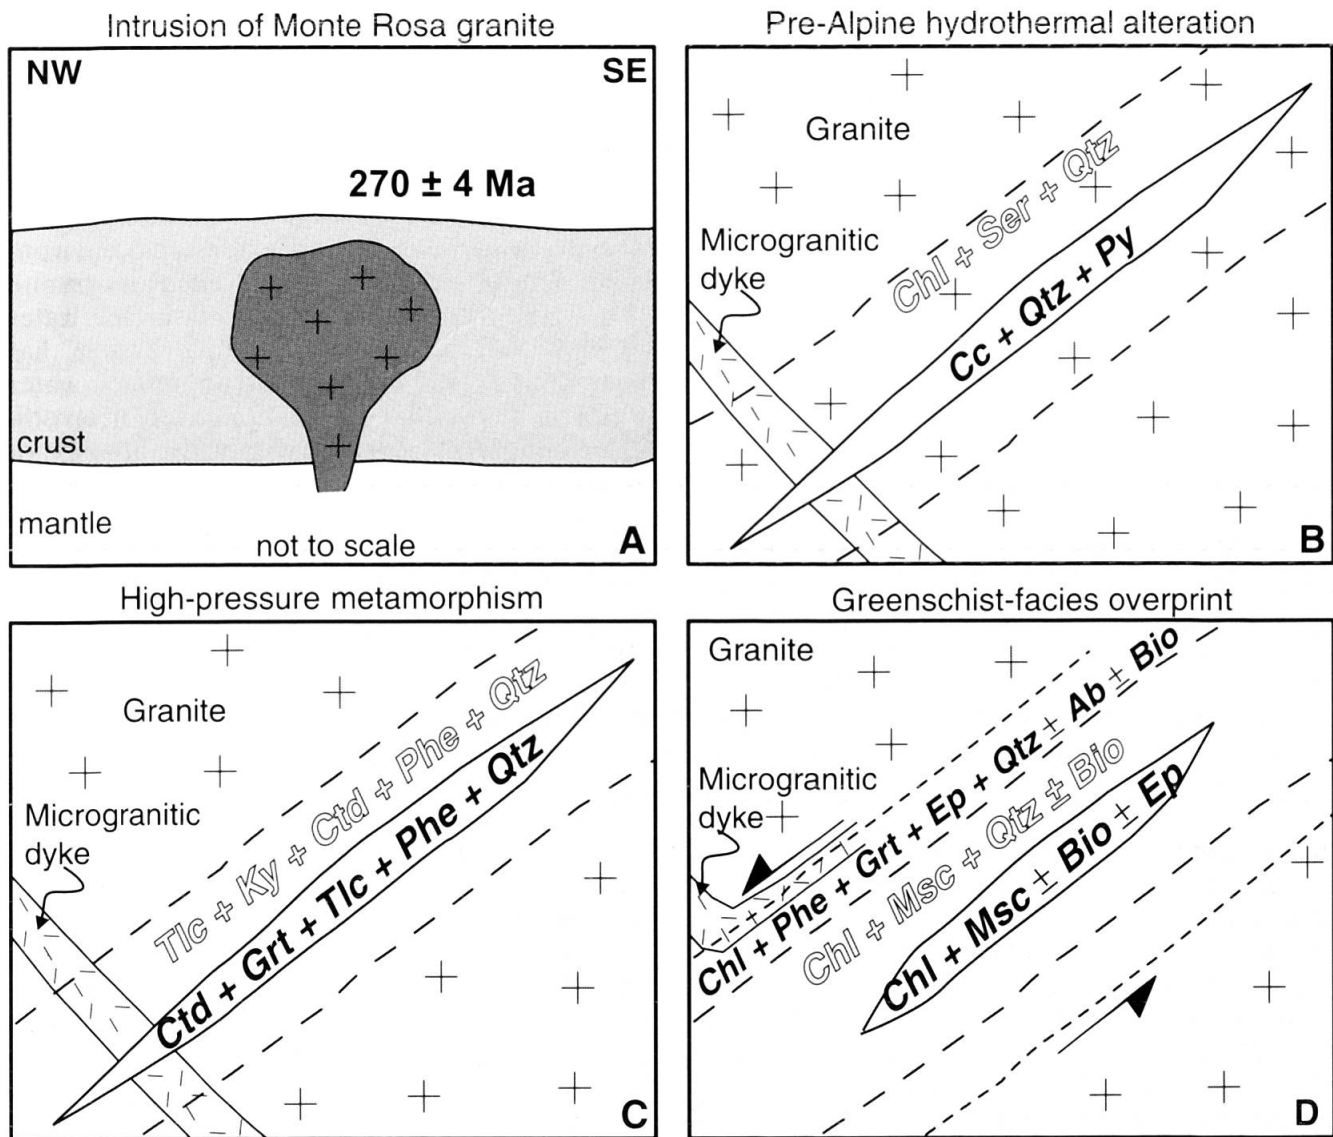 Intrusion of Monte Rosa granite
NW
SE
270 ± 4 Ma
crust
mantle
not to scale
A
Pre-Alpine hydrothermal alteration
Granite
Chl + Ser + Qtz
Microgranitic
dyke
Cc + Qtz + Py
B
High-pressure metamorphism
Granite
Tlc + Ky + Ctd + Phe + Qtz
Microgranitic
dyke
Ctd + Grt + Tlc + Phe + Qtz
C
Greenschist-facies overprint
Granite
Chl + Phe + Grt + Ep + Qtz ± Ab ± Bio
Microgranitic
dyke
Chl + Msc + Qtz ± Bio
Chl + Msc ± Bio ± Ep
D